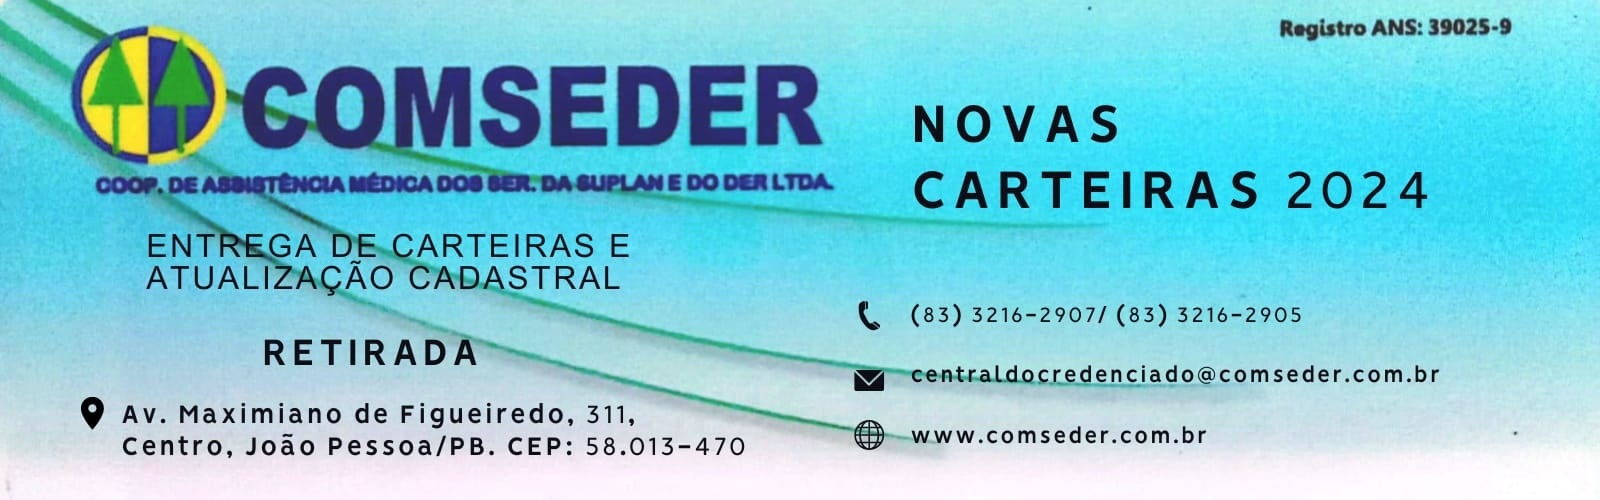 Registro ANS: 39025-9
COMSEDER
COOP. DE ASSISTÊNCIA MÉDICA DOS SER. DA SUPLAN E DO DER LTDA.
ENTREGA DE CARTEIRAS E
ATUALIZAÇÃO CADASTRAL
RETIRADA
Av. Maximiano de Figueiredo, 311,
Centro, João Pessoa/PB. CEP: 58.013-470
NOVAS
CARTEIRAS 2024
(83) 3216-2907/ (83) 3216-2905
centraldocredenciado@comseder.com.br
www.comseder.com.br